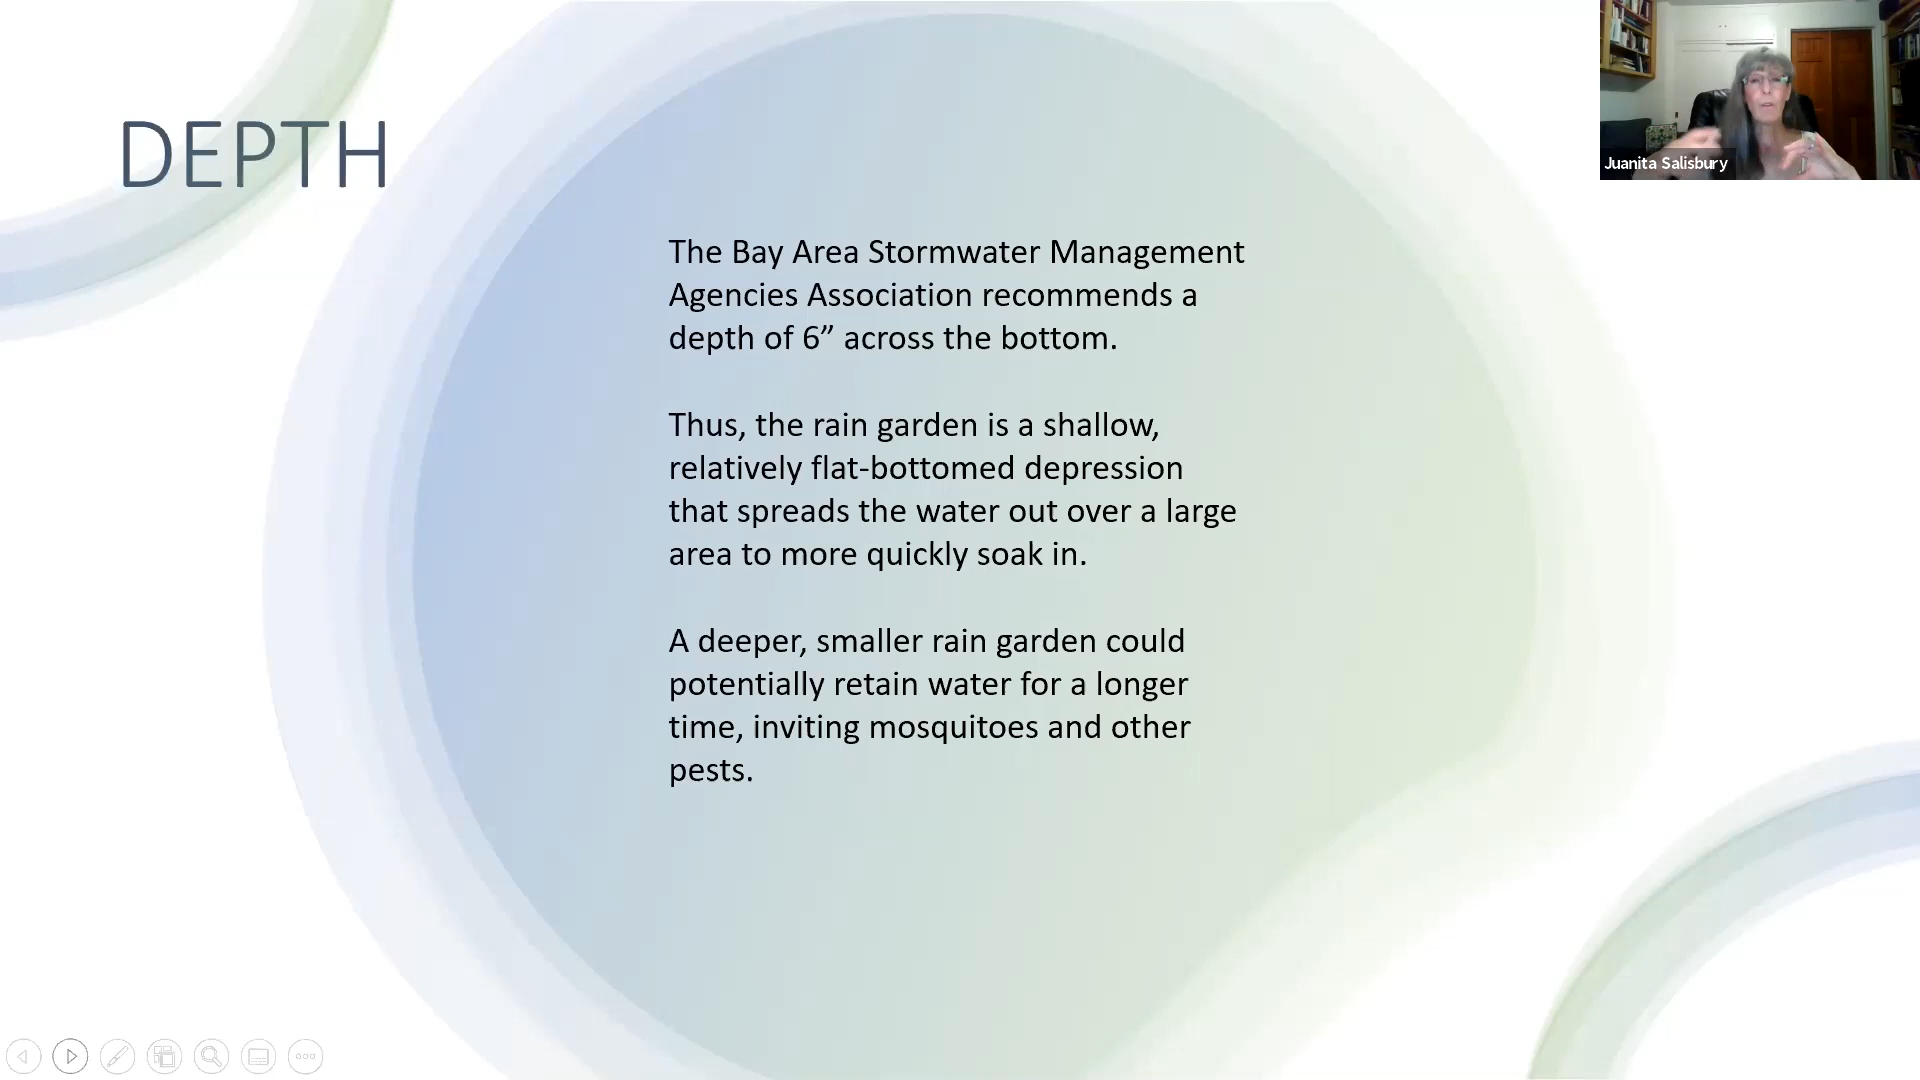 DEPTH
Juanita Salisbury
The Bay Area Stormwater Management
Agencies Association recommends a
depth of 6” across the bottom.
Thus, the rain garden is a shallow,
relatively flat-bottomed depression
that spreads the water out over a large
area to more quickly soak in.
A deeper, smaller rain garden could
potentially retain water for a longer
time, inviting mosquitoes and other
pests.